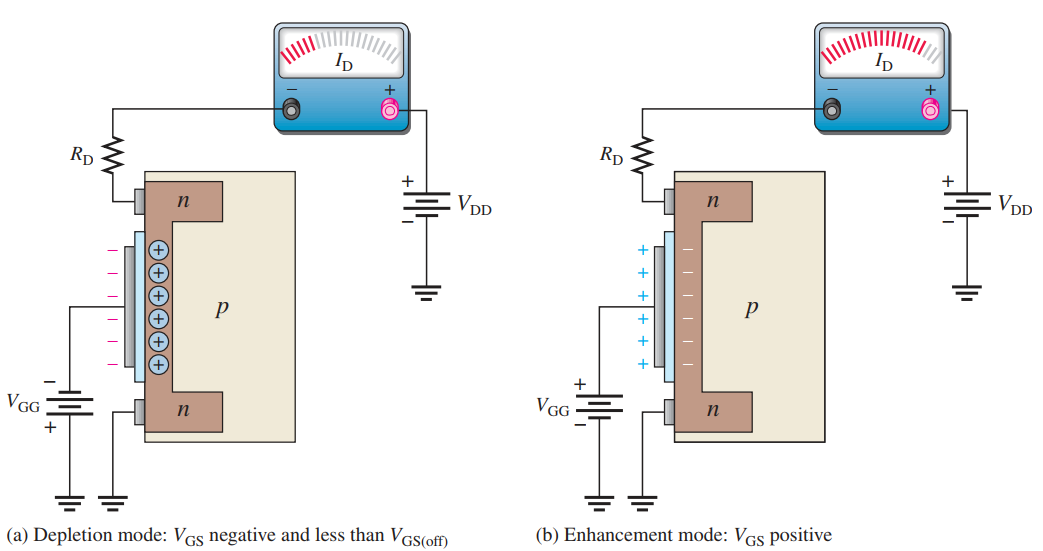 I_D
− +
R_D
+
V_DD
−
n
− + 
− +
− +
p
− +
− +
− +
−
V_GG
+
n
(a) Depletion mode: V_GS negative and less than V_GS(off)
I_D
− +
R_D
+
V_DD
−
n
+ −
+ −
+ −
p
+ −
+ −
+ −
+
V_GG
−
n
(b) Enhancement mode: V_GS positive